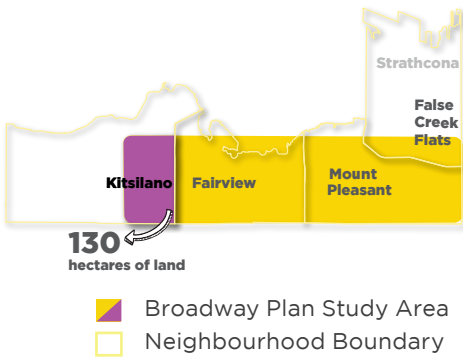 Strathcona
False
Creek
Flats
Kitsilano
Fairview
Mount
Pleasant
130
hectares of land
Broadway Plan Study Area
Neighbourhood Boundary